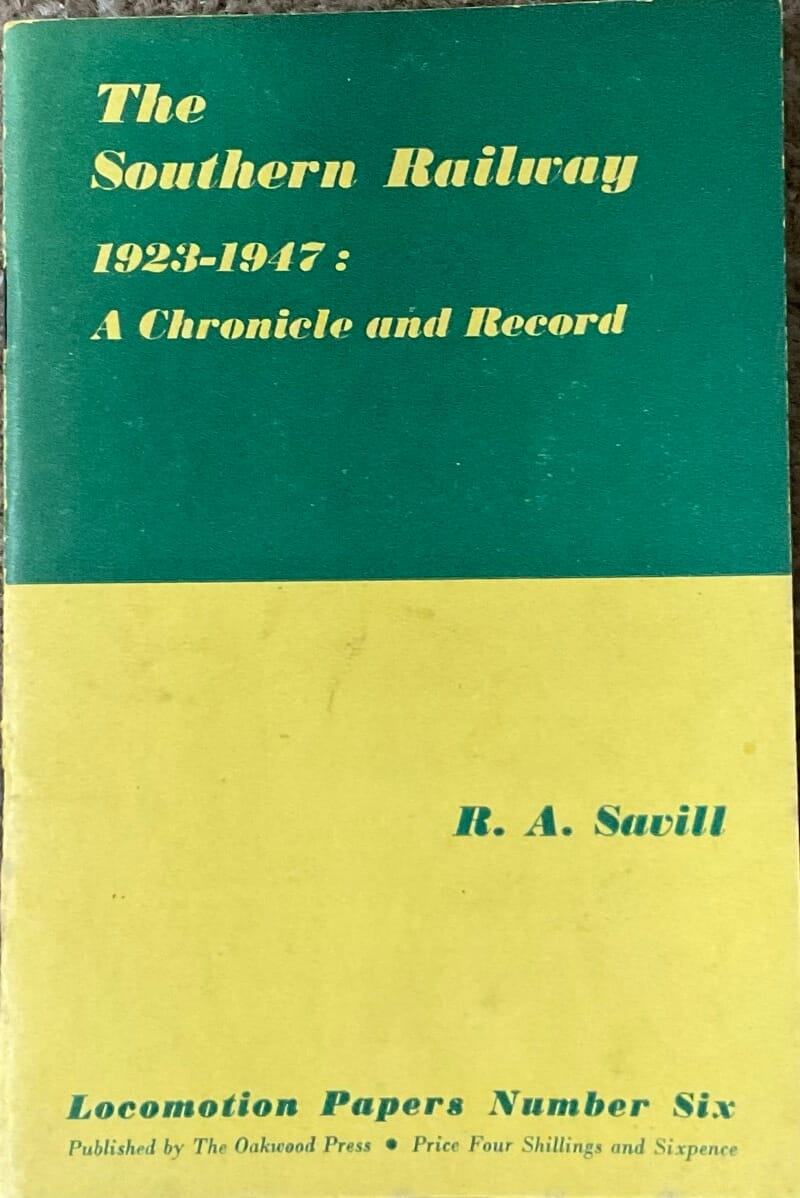 The
Southern Railway
1923-1947 :
A Chronicle and Record
R. A. Savill
Locomotion Papers Number Six
Published by The Oakwood Press • Price Four Shillings and Sixpence